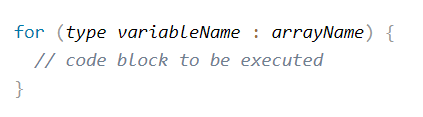 for (type variableName : arrayName) {
  // code block to be executed
}